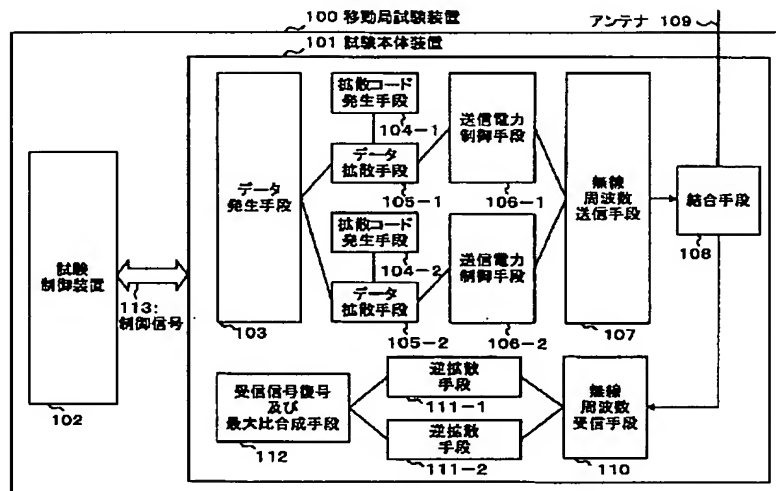 100 移動局試験装置
101 試験本体装置
アンテナ 109
拡散コード
発生手段
104-1
データ
拡散手段
105-1
送信電力
制御手段
106-1
データ
発生手段
103
拡散コード
発生手段
104-2
データ
拡散手段
105-2
送信電力
制御手段
106-2
無線
周波数
送信手段
107
結合手段
108
試験
制御装置
102
113:
制御信号
受信信号復号
及び
最大比合成手段
112
逆拡散
手段
111-1
逆拡散
手段
111-2
無線
周波数
受信手段
110